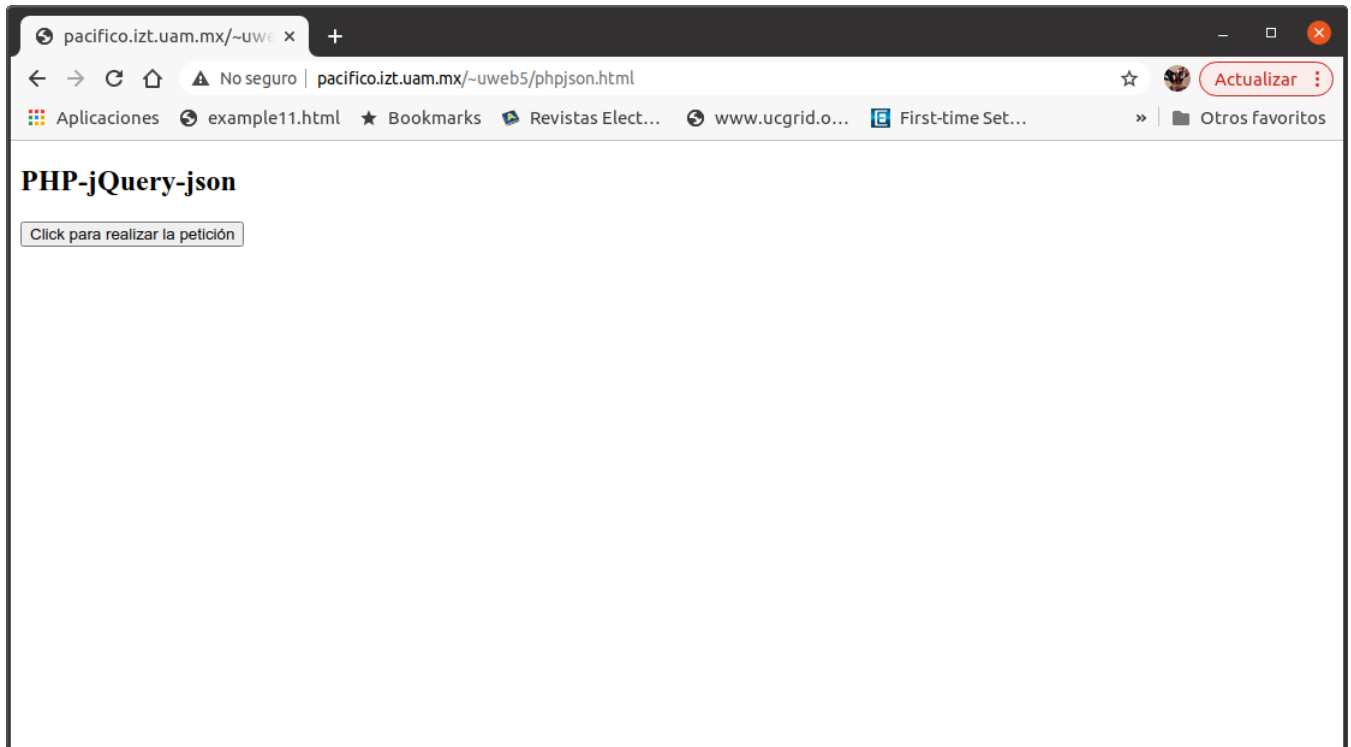 pacifico.izt.uam.mx/~uwe
No seguro | pacifico.izt.uam.mx/~uweb5/phpjson.html Actualizar
Aplicaciones example11.html Bookmarks Revistas Elect... www.ucgrid.o... First-time Set... » Otros favoritos
PHP-jQuery-json
Click para realizar la petición